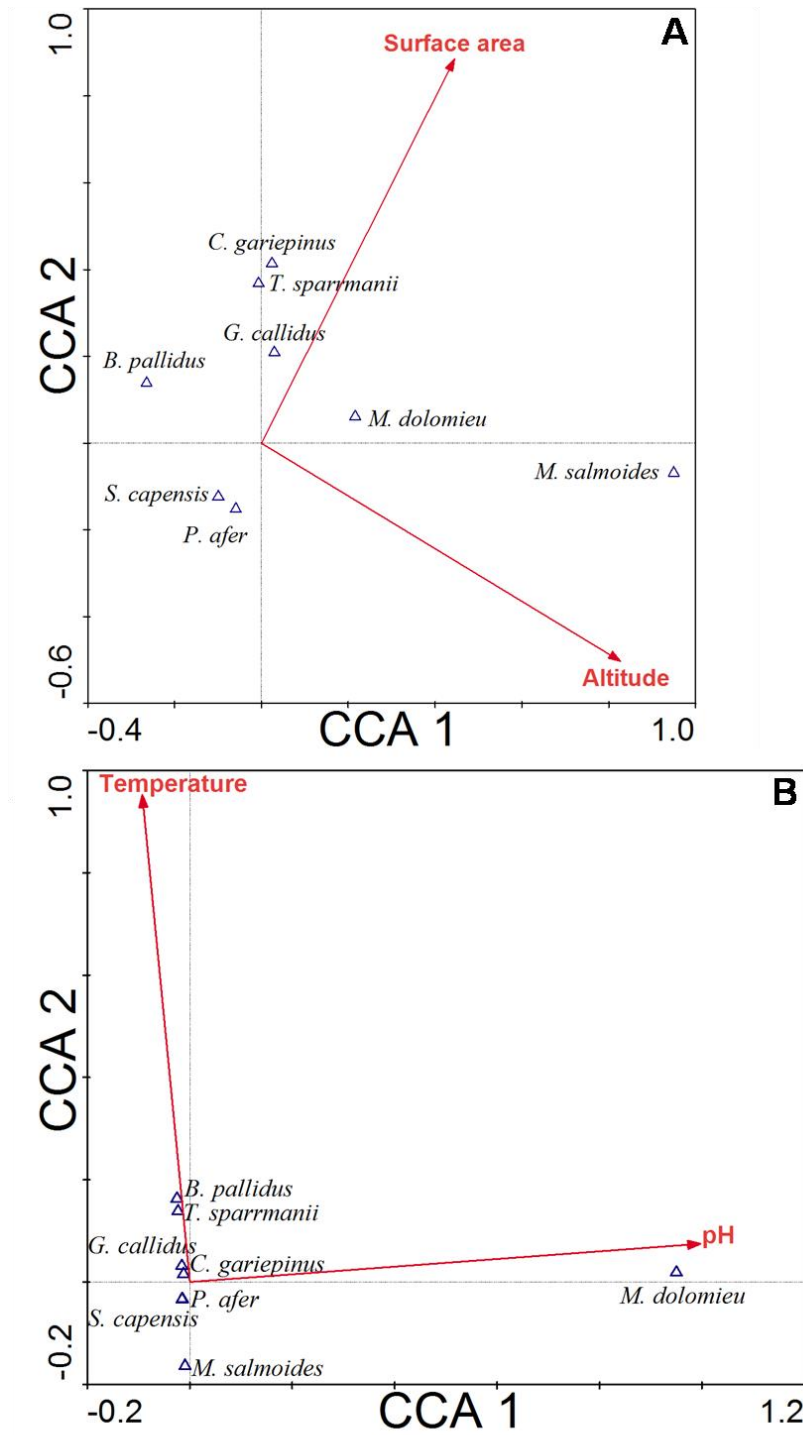 1.0
A
Surface area
C. gariepinus
T. sparrmanii
G. callidus
B. pallidus
CCA 2
M. dolomieu
M. salmoides
S. capensis
P. afer
Altitude
-0.6
-0.4
CCA 1
1.0
1.0
Temperature
B
CCA 2
B. pallidus
T. sparrmanii
G. callidus
C. gariepinus
pH
P. afer
M. dolomieu
S. capensis
M. salmoides
-0.2
-0.2
CCA 1
1.2